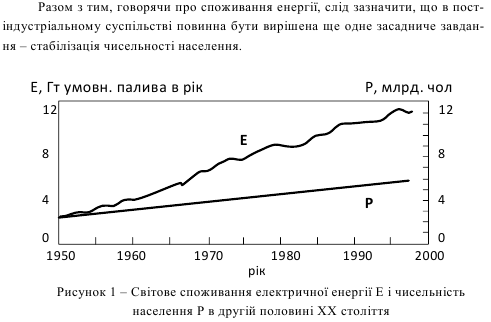 Разом з тим, говорячи про споживання енергії, слід зазначити, що в пост-
індустріальному суспільстві повинна бути вирішена ще одне засадниче завдан-
ня – стабілізація чисельності населення.
E, Гт умовн. палива в рік
P, млрд. чол
12
12
E
8
8
4
4
P
0
0
1950
1960
1970
1980
1990
2000
рік
Рисунок 1 – Світове споживання електричної енергії E і чисельність
населення P в другій половині XX століття